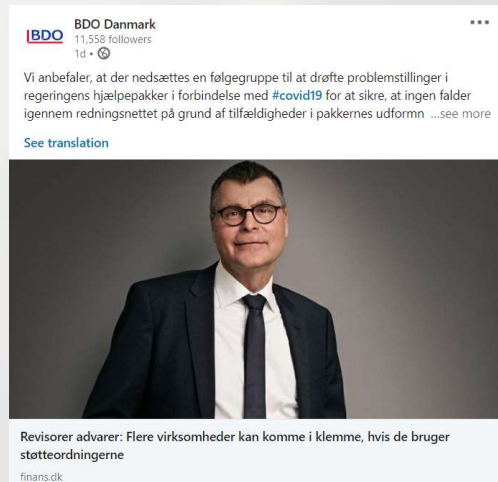 BDO
BDO Danmark
11,558 followers
1d •
Vi anbefaler, at der nedsættes en følgegruppe til at drøfte problemstillinger i
regeringens hjælpepakker i forbindelse med #covid19 for at sikre, at ingen falder
igennem redningsnettet på grund af tilfældigheder i pakkernes udformn ...see more
See translation
Revisorer advarer: Flere virksomheder kan komme i klemme, hvis de bruger
støtteordningerne
finans.dk